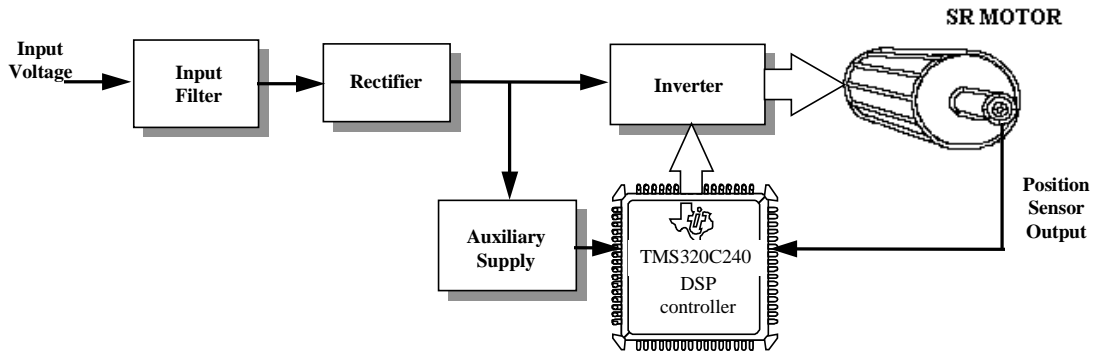 SR MOTOR
Input
Voltage
Input
Filter
Rectifier
Inverter
Auxiliary
Supply
TMS320C240
DSP
controller
Position
Sensor
Output